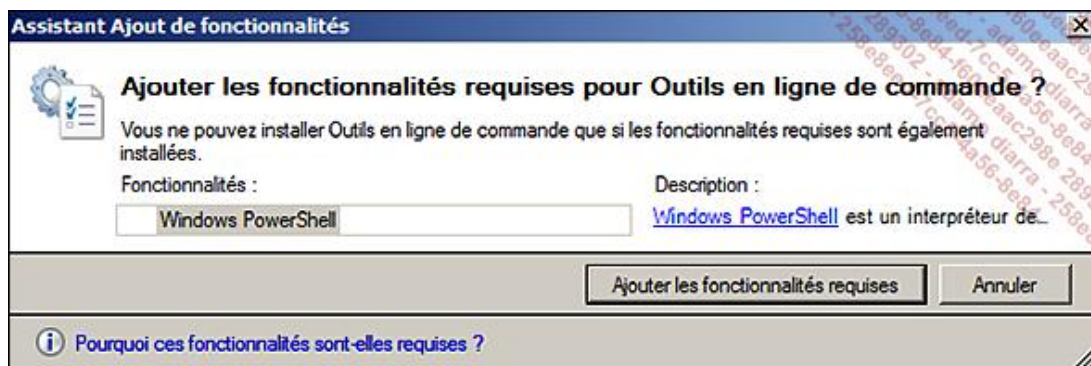 Assistant Ajout de fonctionnalités
Ajouter les fonctionnalités requises pour Outils en ligne de commande ?
Vous ne pouvez installer Outils en ligne de commande que si les fonctionnalités requises sont également
installées.
Fonctionnalités :
Description :
Windows PowerShell
Windows PowerShell est un interpréteur de...
Ajouter les fonctionnalités requises
Annuler
Pourquoi ces fonctionnalités sont-elles requises ?